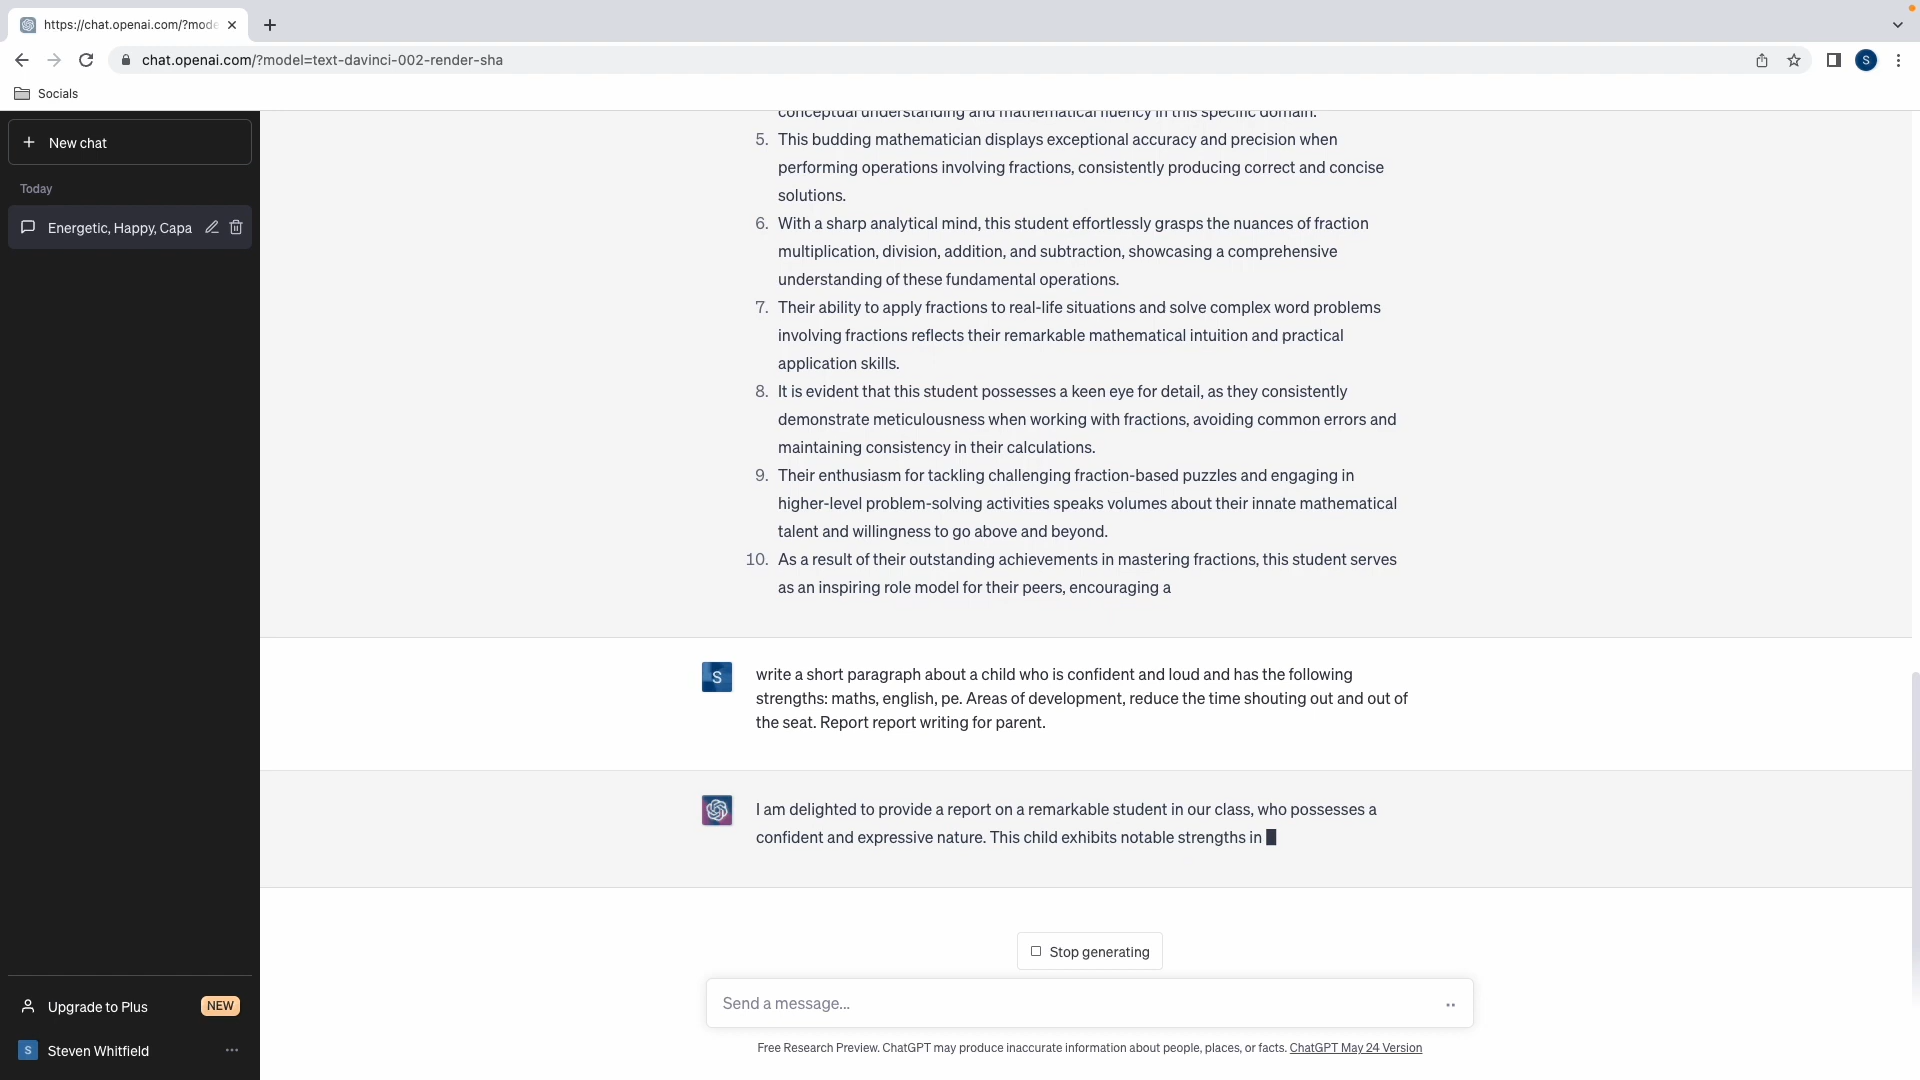 https://chat.openai.com/?mode
chat.openai.com/?model=text-davinci-002-render-sha
S
Socials
New chat
Today
Energetic, Happy, Capa
conceptual understanding and mathematical fluency in this specific domain.
5. This budding mathematician displays exceptional accuracy and precision when
performing operations involving fractions, consistently producing correct and concise
solutions.
6. With a sharp analytical mind, this student effortlessly grasps the nuances of fraction
multiplication, division, addition, and subtraction, showcasing a comprehensive
understanding of these fundamental operations.
7. Their ability to apply fractions to real-life situations and solve complex word problems
involving fractions reflects their remarkable mathematical intuition and practical
application skills.
8. It is evident that this student possesses a keen eye for detail, as they consistently
demonstrate meticulousness when working with fractions, avoiding common errors and
maintaining consistency in their calculations.
9. Their enthusiasm for tackling challenging fraction-based puzzles and engaging in
higher-level problem-solving activities speaks volumes about their innate mathematical
talent and willingness to go above and beyond.
10. As a result of their outstanding achievements in mastering fractions, this student serves
as an inspiring role model for their peers, encouraging a
S
write a short paragraph about a child who is confident and loud and has the following
strengths: maths, english, pe. Areas of development, reduce the time shouting out and out of
the seat. Report report writing for parent.
I am delighted to provide a report on a remarkable student in our class, who possesses a
confident and expressive nature. This child exhibits notable strengths in
Stop generating
Send a message...
Free Research Preview. ChatGPT may produce inaccurate information about people, places, or facts. ChatGPT May 24 Version
Upgrade to Plus NEW
S Steven Whitfield